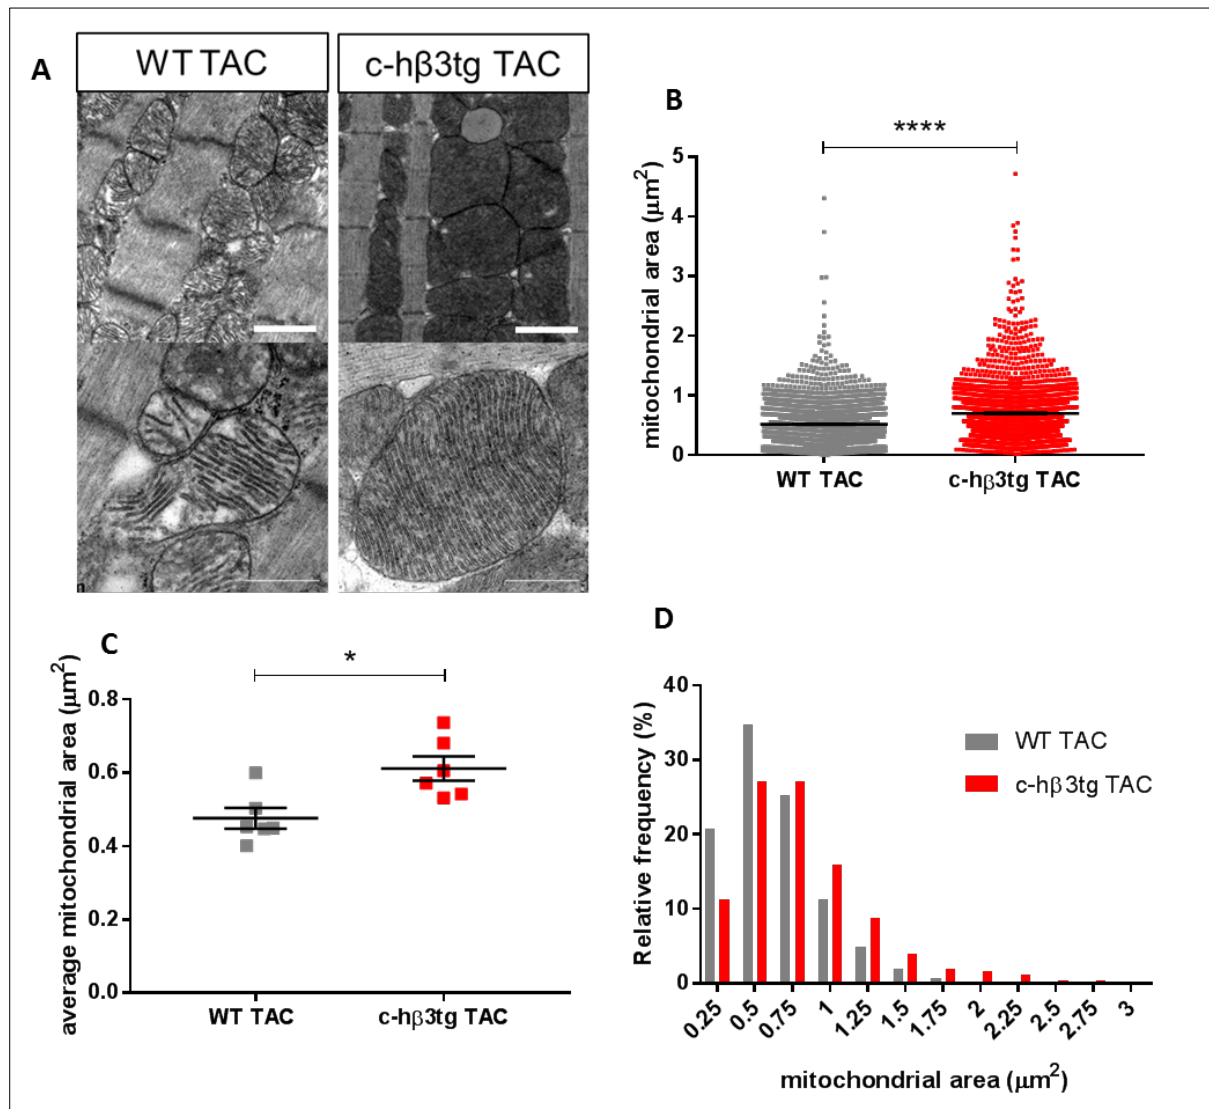 A
WT TAC
c-hβ3tg TAC
B
****
mitochondrial area (µm²)
5
4
3
2
1
0
WT TAC
c-hβ3tg TAC
C
*
average mitochondrial area (µm²)
0.8
0.6
0.4
0.2
0.0
WT TAC
c-hβ3tg TAC
D
Relative frequency (%)
40
30
20
10
0
WT TAC
c-hβ3tg TAC
0.25
0.5
0.75
1
1.25
1.5
1.75
2
2.25
2.5
2.75
3
mitochondrial area (µm²)